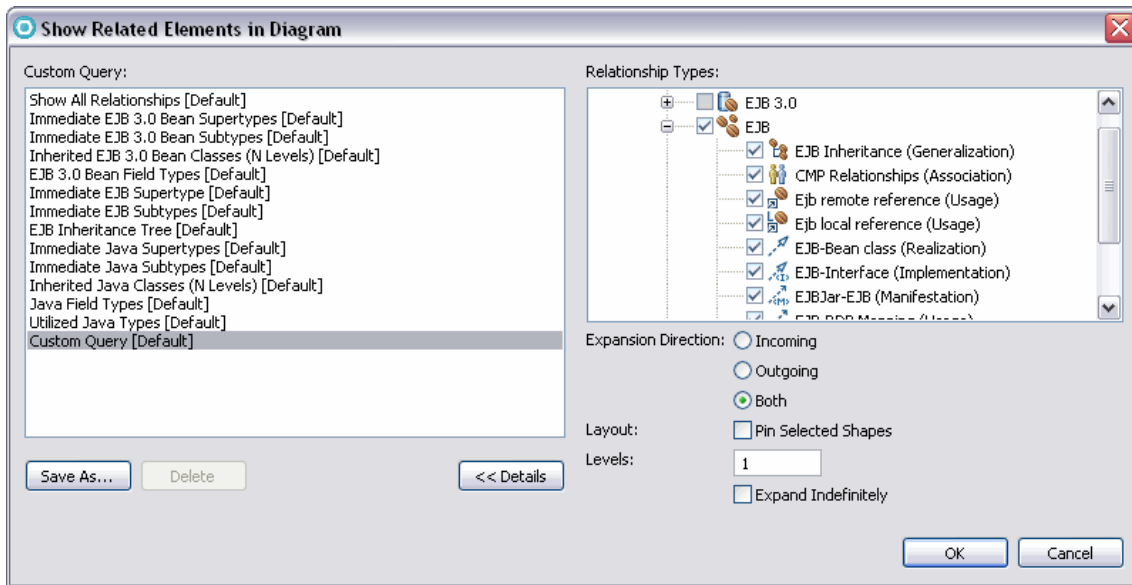 Show Related Elements in Diagram
Custom Query:
Show All Relationships [Default]
Immediate EJB 3.0 Bean Supertypes [Default]
Immediate EJB 3.0 Bean Subtypes [Default]
Inherited EJB 3.0 Bean Classes (N Levels) [Default]
EJB 3.0 Bean Field Types [Default]
Immediate EJB Supertype [Default]
Immediate EJB Subtypes [Default]
EJB Inheritance Tree [Default]
Immediate Java Supertypes [Default]
Immediate Java Subtypes [Default]
Inherited Java Classes (N Levels) [Default]
Java Field Types [Default]
Utilized Java Types [Default]
Custom Query [Default]
Save As...
Delete
<< Details
Relationship Types:
EJB 3.0
EJB
EJB Inheritance (Generalization)
CMP Relationships (Association)
Ejb remote reference (Usage)
Ejb local reference (Usage)
EJB-Bean class (Realization)
EJB-Interface (Implementation)
EJBJar-EJB (Manifestation)
EJB-RDB Mapping (Usage)
Expansion Direction:
Incoming
Outgoing
Both
Layout:
Pin Selected Shapes
Levels:
1
Expand Indefinitely
OK
Cancel